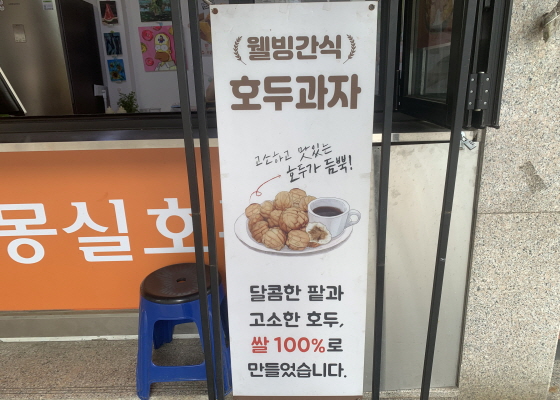 웰빙간식
호두과자
고소하고 맛있는
호두가 듬뿍!
달콤한 팥과
고소한 호두,
쌀 100%로
만들었습니다.
몽실호